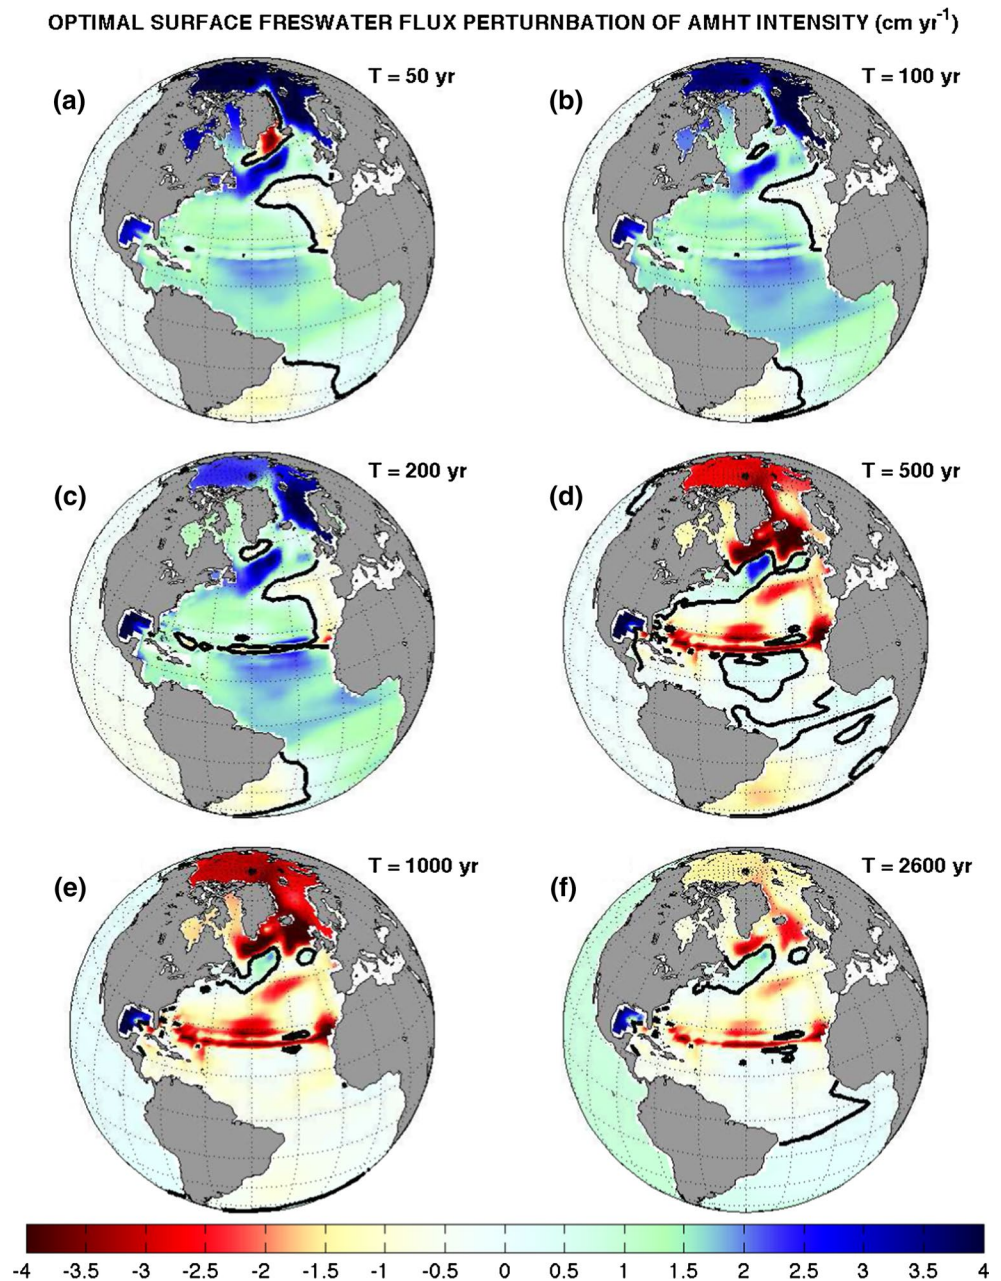 OPTIMAL SURFACE FRESWATER FLUX PERTURNBATION OF AMHT INTENSITY (cm yr-1)
(a) T = 50 yr
(b) T = 100 yr
(c) T = 200 yr
(d) T = 500 yr
(e) T = 1000 yr
(f) T = 2600 yr
-4 -3.5 -3 -2.5 -2 -1.5 -1 -0.5 0 0.5 1 1.5 2 2.5 3 3.5 4